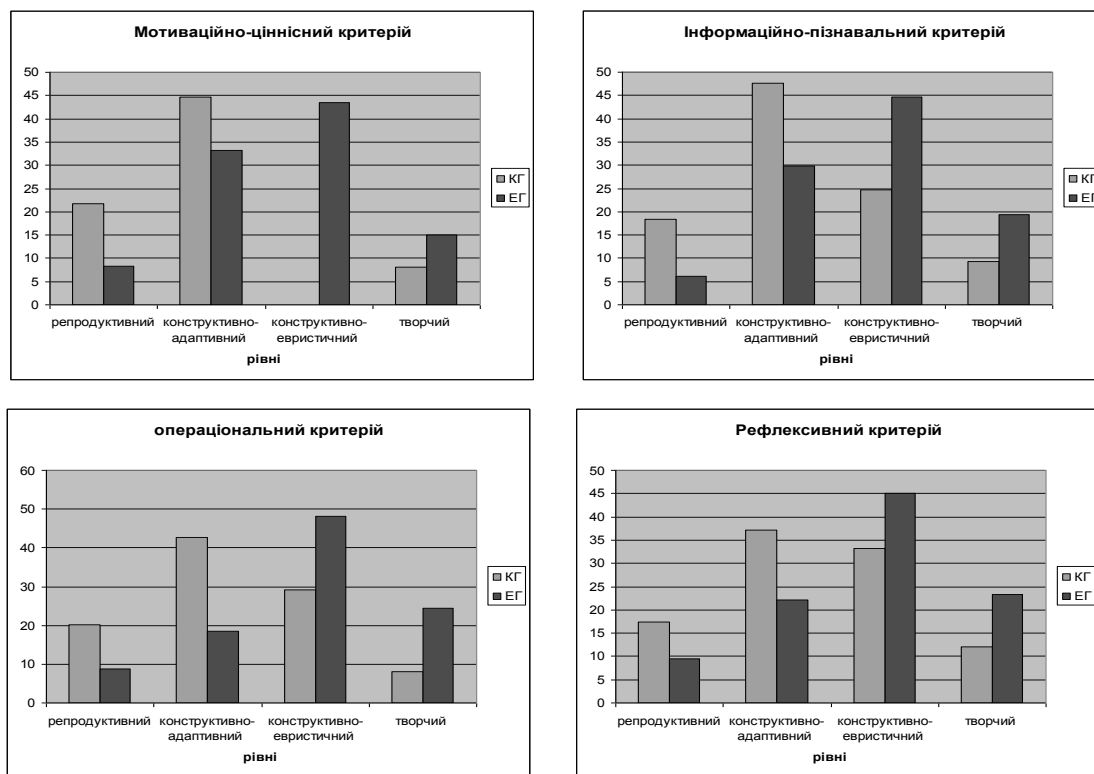 Мотиваційно-ціннісний критерій
50
45
40
35
30
25
20
15
10
5
0
репродуктивний
конструктивно-
адаптивний
конструктивно-
евристичний
творчий
рівні
КГ
ЕГ
Інформаційно-пізнавальний критерій
50
45
40
35
30
25
20
15
10
5
0
репродуктивний
конструктивно-
адаптивний
конструктивно-
евристичний
творчий
рівні
КГ
ЕГ
операціональний критерій
60
50
40
30
20
10
0
репродуктивний
конструктивно-
адаптивний
конструктивно-
евристичний
творчий
рівні
КГ
ЕГ
Рефлексивний критерій
50
45
40
35
30
25
20
15
10
5
0
репродуктивний
конструктивно-
адаптивний
конструктивно-
евристичний
творчий
рівні
КГ
ЕГ